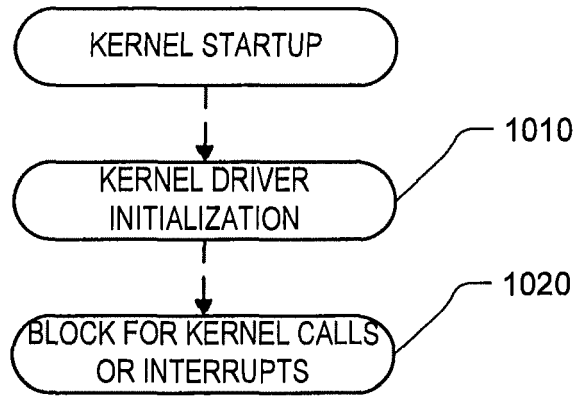 KERNEL STARTUP
1010
KERNEL DRIVER
INITIALIZATION
1020
BLOCK FOR KERNEL CALLS
OR INTERRUPTS